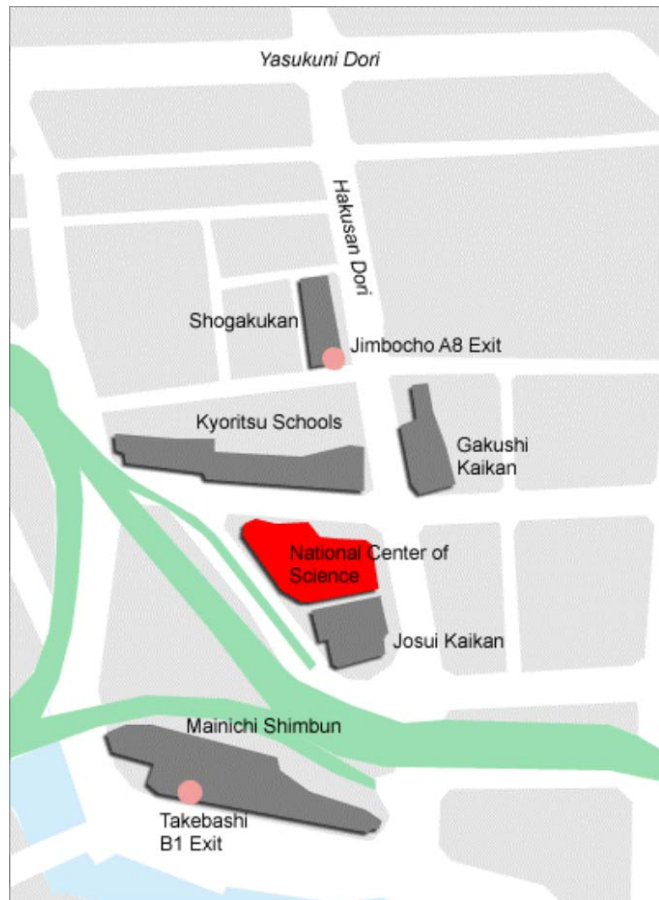 Yasukuni Dori
Hakusan Dori
Shogakukan
Jimbocho A8 Exit
Kyoritsu Schools
Gakushi
Kaikan
National Center of
Science
Josui Kaikan
Mainichi Shimbun
Takebashi
B1 Exit